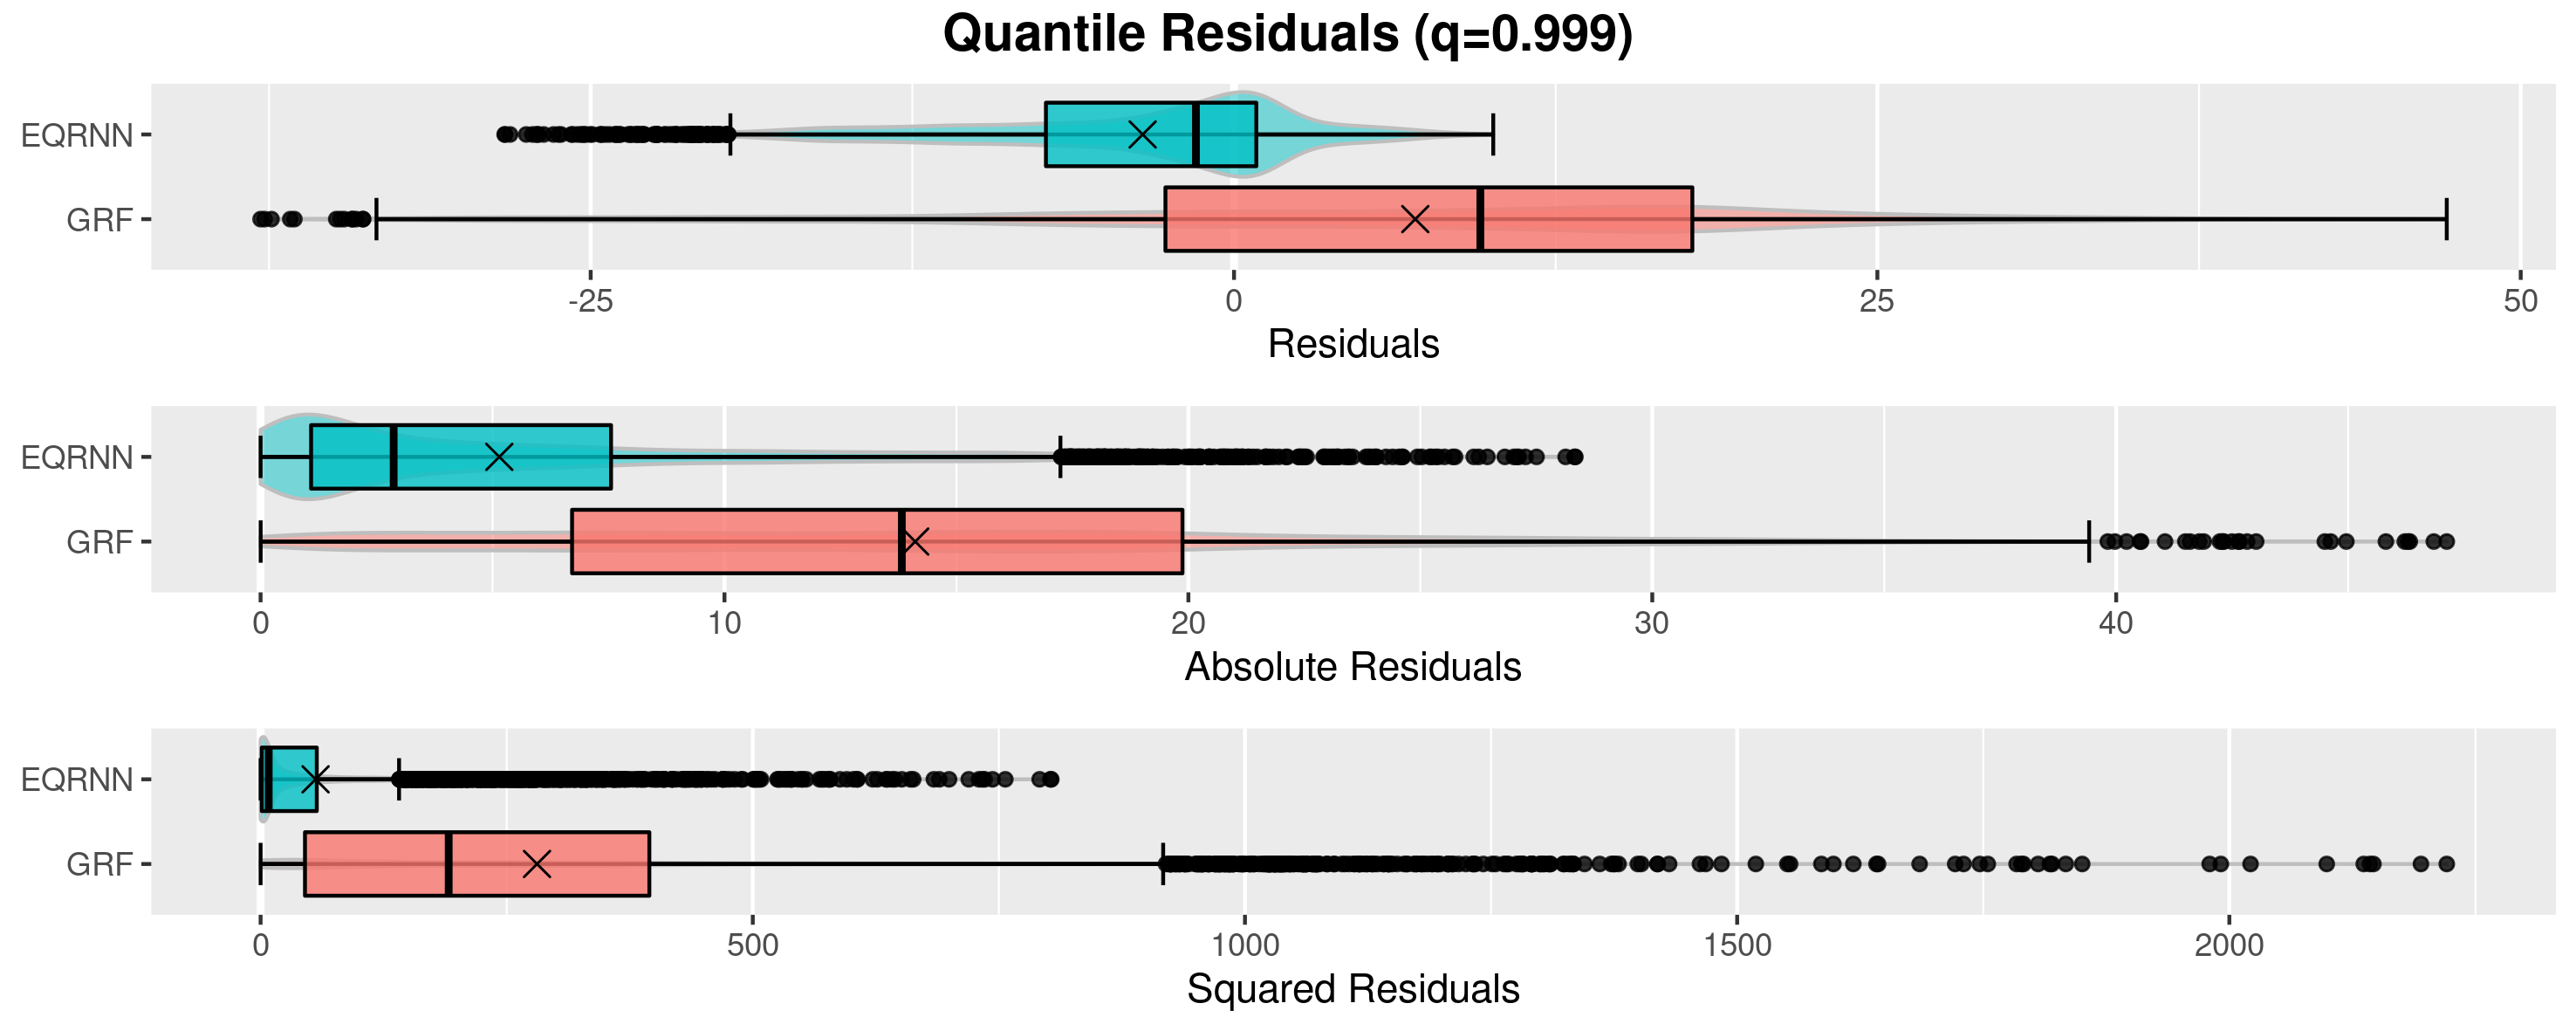 Quantile Residuals (q=0.999)
EQRNN
GRF
-25 0 25 50
Residuals
EQRNN
GRF
0 10 20 30 40
Absolute Residuals
EQRNN
GRF
0 500 1000 1500 2000
Squared Residuals